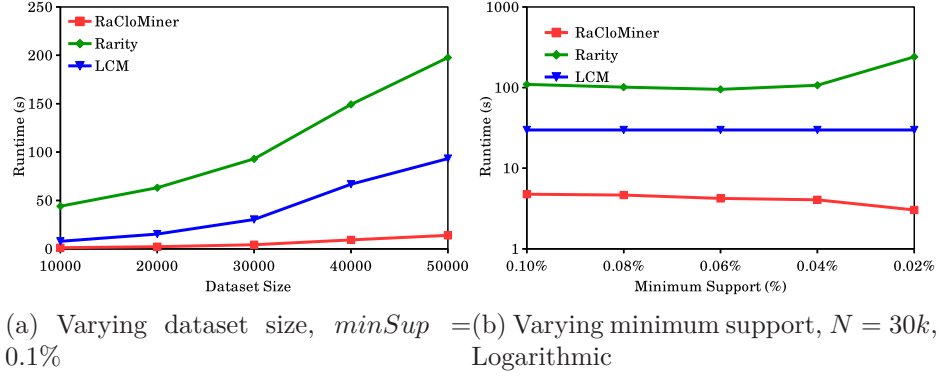 250
200
150
100
50
0
Runtime (s)
RaCloMiner
Rarity
LCM
10000 20000 30000 40000 50000
Dataset Size
1000
100
10
1
Runtime (s)
RaCloMiner
Rarity
LCM
0.10% 0.08% 0.06% 0.04% 0.02%
Minimum Support (%)
(a) Varying dataset size, minSup =
0.1%
(b) Varying minimum support, N = 30k,
Logarithmic